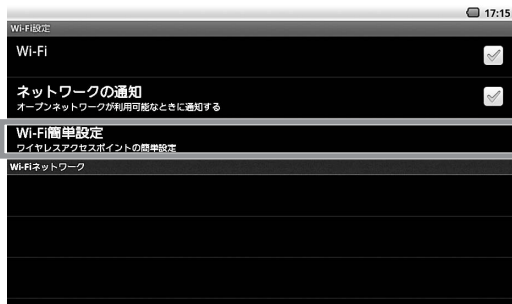 17:15
Wi-Fi設定
Wi-Fi
ネットワークの通知
オープンネットワークが利用可能なときに通知する
Wi-Fi簡単設定
ワイヤレスアクセスポイントの簡単設定
Wi-Fiネットワーク